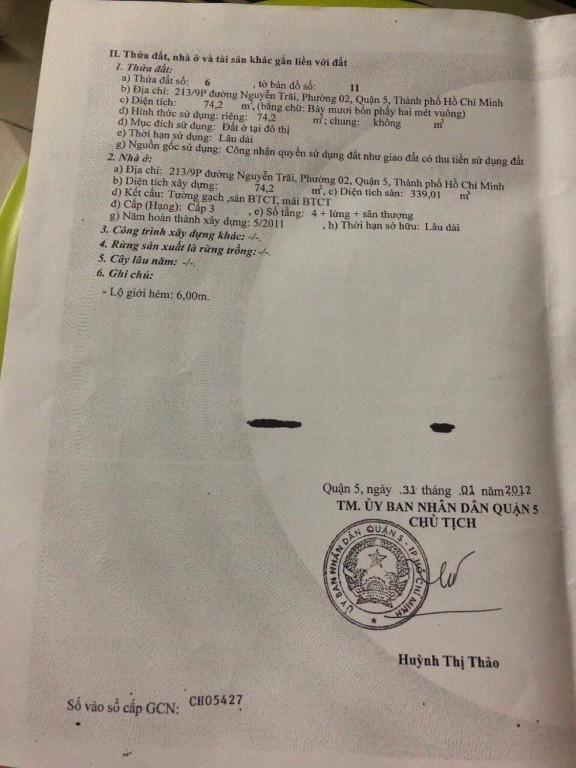 II. Thửa đất, nhà ở và tài sản khác gắn liền với đất
1. Thửa đất:
a) Thửa đất số: 6 , tờ bản đồ số: 11
b) Địa chỉ: 213/9P đường Nguyễn Trãi, Phường 02, Quận 5, Thành phố Hồ Chí Minh
c) Diện tích: 74,2 m², (bằng chữ: Bảy mươi bốn phẩy hai mét vuông)
d) Hình thức sử dụng: riêng: 74,2 m²; chung: không m²
đ) Mục đích sử dụng: Đất ở tại đô thị
e) Thời hạn sử dụng: Lâu dài
g) Nguồn gốc sử dụng: Công nhận quyền sử dụng đất như giao đất có thu tiền sử dụng đất
2. Nhà ở:
a) Địa chỉ: 213/9P đường Nguyễn Trãi, Phường 02, Quận 5, Thành phố Hồ Chí Minh
b) Diện tích xây dựng: 74,2 m², c) Diện tích sàn: 339,01 m²
d) Kết cấu: Tường gạch ,sàn BTCT, mái BTCT
đ) Cấp (Hạng): Cấp 3 , e) Số tầng: 4 + lửng + sân thượng
g) Năm hoàn thành xây dựng: 5/2011 , h) Thời hạn sở hữu: Lâu dài
3. Công trình xây dựng khác: -/-.
4. Rừng sản xuất là rừng trồng: -/-.
5. Cây lâu năm: -/-.
6. Ghi chú:
- Lộ giới hẻm: 6,00m.
Quận 5, ngày .31 tháng .01 năm 2012
TM. ỦY BAN NHÂN DÂN QUẬN 5
CHỦ TỊCH
ỦY BAN NHÂN DÂN QUẬN 5 - TP HỒ CHÍ MINH
Huỳnh Thị Thảo
Số vào sổ cấp GCN: CH05427